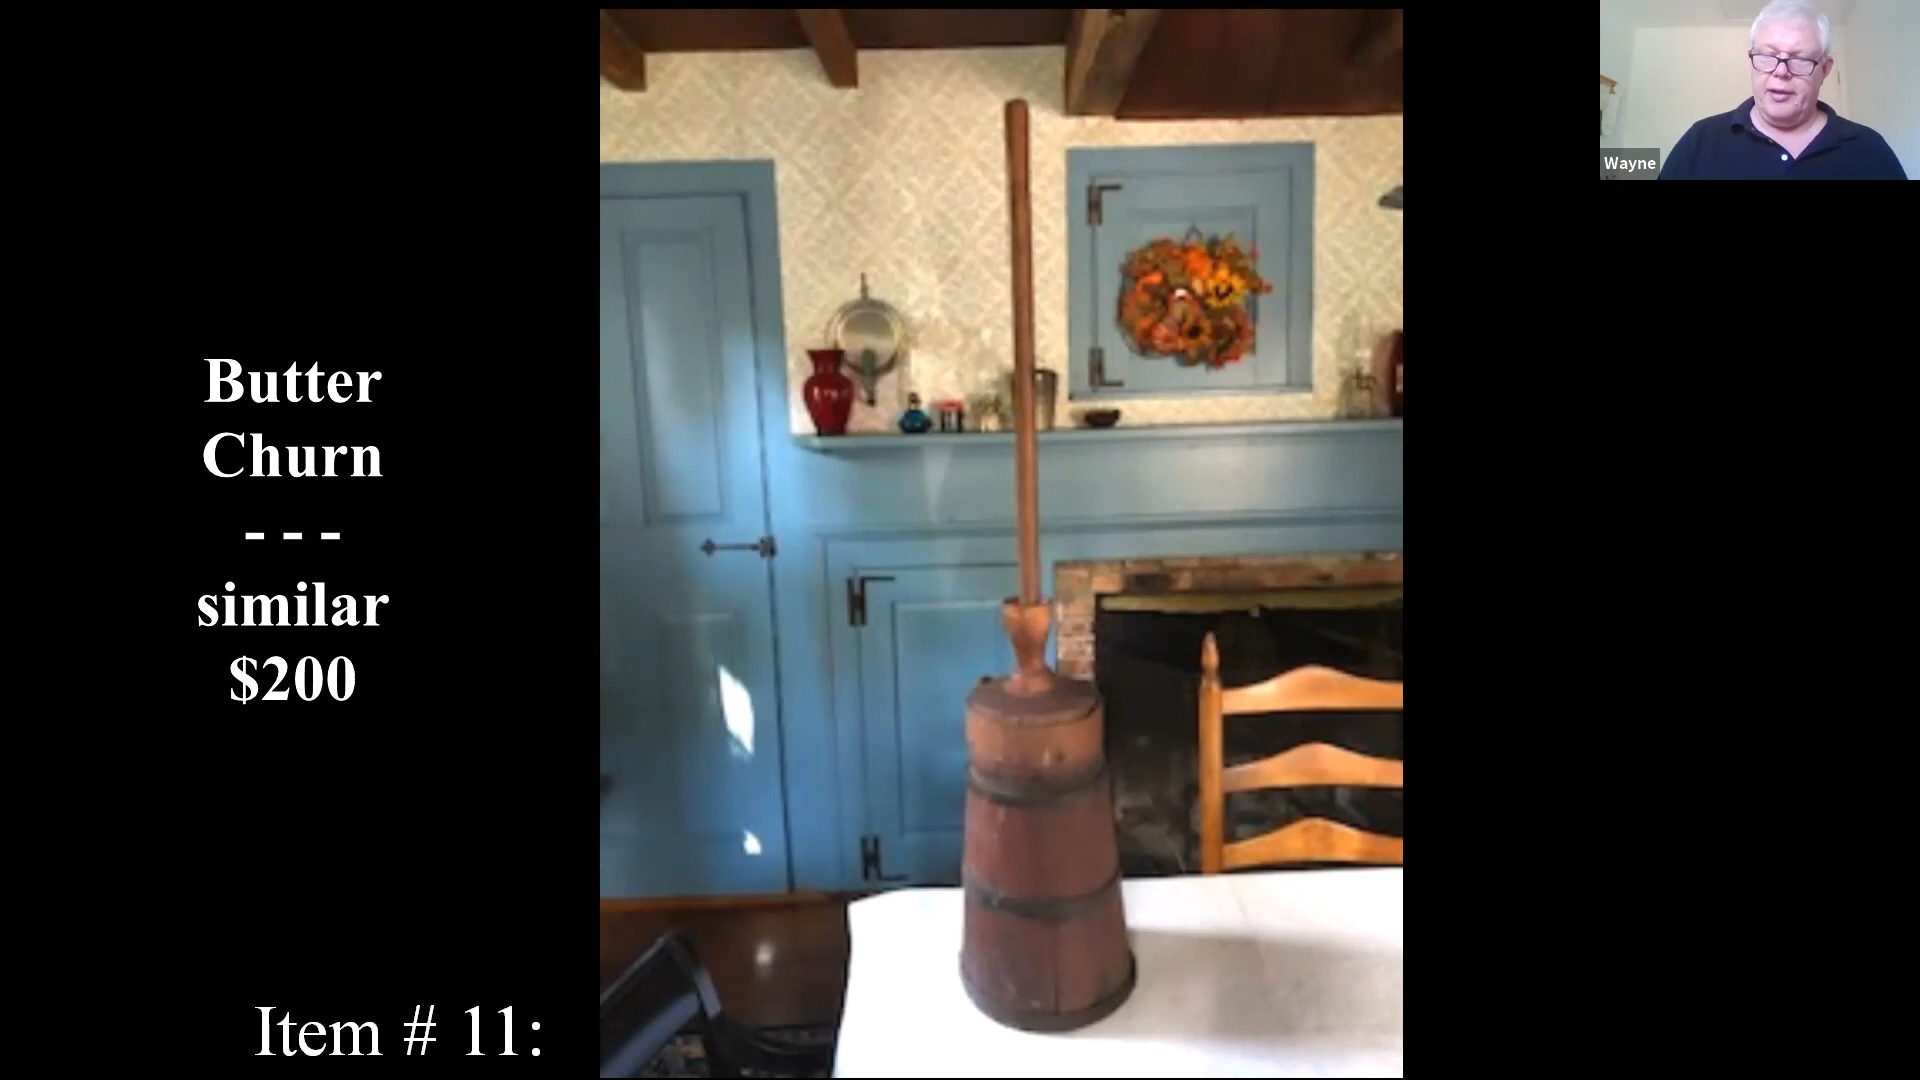 Butter
Churn
- - -
similar
$200
Item # 11:
Wayne